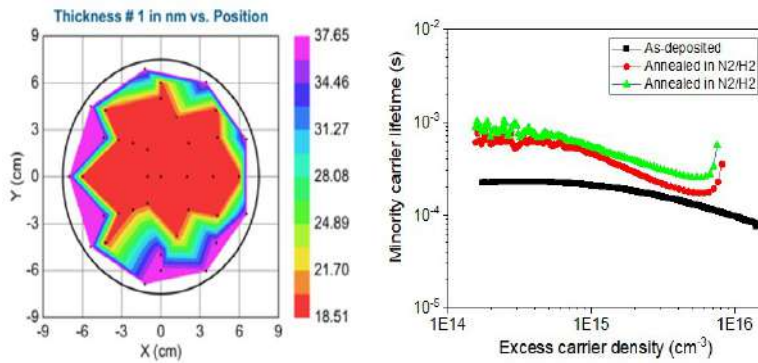 Thickness # 1 in nm vs. Position
9
6
3
0
-3
-6
-9
Y (cm)
-9 -6 -3 0 3 6 9
X (cm)
37.65
34.46
31.27
28.08
24.89
21.70
18.51
As-deposited
Annealed in N2/H2
Annealed in N2/H2
10-2
10-3
10-4
10-5
Minority carrier lifetime (s)
1E14 1E15 1E16
Excess carrier density (cm-3)